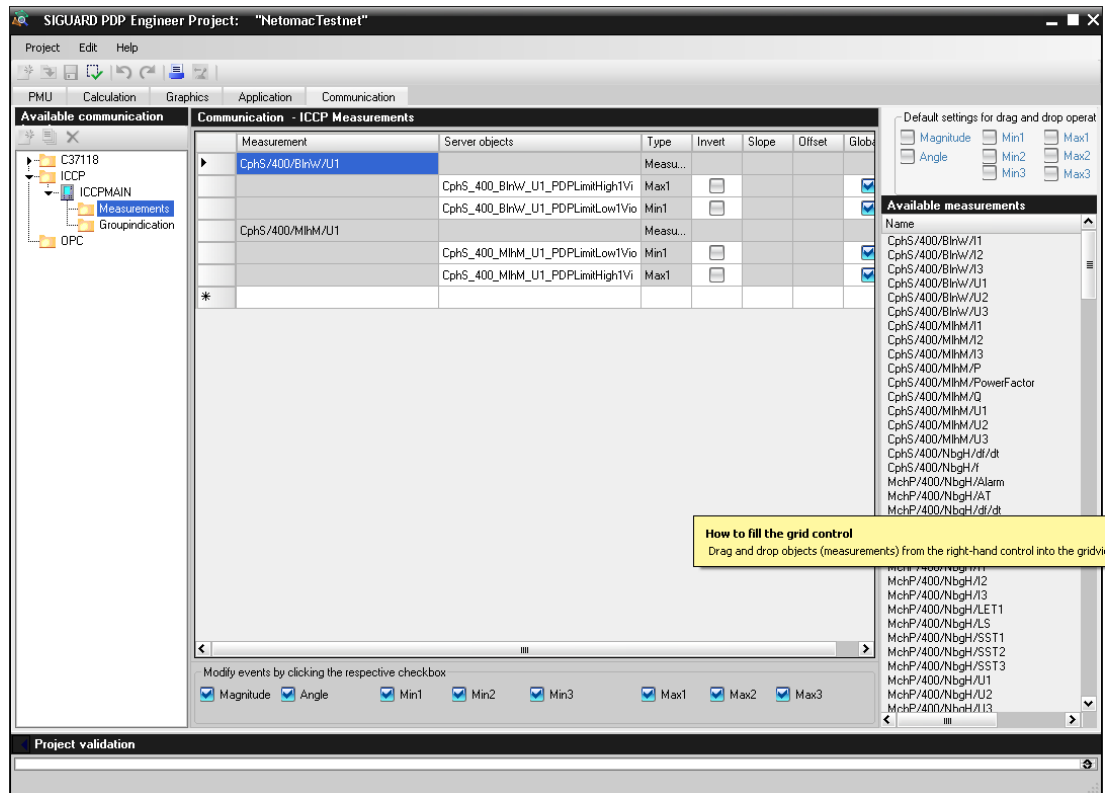 SIGUARD PDP Engineer Project: "NetomacTestnet"
Project Edit Help
PMU Calculation Graphics Application Communication
Available communication
C37118
ICCP
ICCPMAIN
Measurements
Groupindication
OPC
Communication - ICCP Measurements
Measurement Server objects Type Invert Slope Offset Globa
CphS/400/BlnW/U1 Measu...
CphS_400_BlnW_U1_PDPLimitHigh1Vi Max1
CphS_400_BlnW_U1_PDPLimitLow1Vio Min1
CphS/400/MlhM/U1 Measu...
CphS_400_MlhM_U1_PDPLimitLow1Vio Min1
CphS_400_MlhM_U1_PDPLimitHigh1Vi Max1
Modify events by clicking the respective checkbox
Magnitude Angle Min1 Min2 Min3 Max1 Max2 Max3
Default settings for drag and drop operat
Magnitude Min1 Max1
Angle Min2 Max2
Min3 Max3
Available measurements
Name
CphS/400/BlnW/I1
CphS/400/BlnW/I2
CphS/400/BlnW/I3
CphS/400/BlnW/U1
CphS/400/BlnW/U2
CphS/400/BlnW/U3
CphS/400/MlhM/I1
CphS/400/MlhM/I2
CphS/400/MlhM/I3
CphS/400/MlhM/P
CphS/400/MlhM/PowerFactor
CphS/400/MlhM/Q
CphS/400/MlhM/U1
CphS/400/MlhM/U2
CphS/400/MlhM/U3
CphS/400/NbgH/df/dt
CphS/400/NbgH/f
MchP/400/NbgH/Alarm
MchP/400/NbgH/AT
MchP/400/NbgH/df/dt
How to fill the grid control
Drag and drop objects (measurements) from the right-hand control into the gridvi
MchP/400/NbgH/I1
MchP/400/NbgH/I2
MchP/400/NbgH/I3
MchP/400/NbgH/LET1
MchP/400/NbgH/LS
MchP/400/NbgH/SST1
MchP/400/NbgH/SST2
MchP/400/NbgH/SST3
MchP/400/NbgH/U1
MchP/400/NbgH/U2
MchP/400/NbgH/U3
Project validation